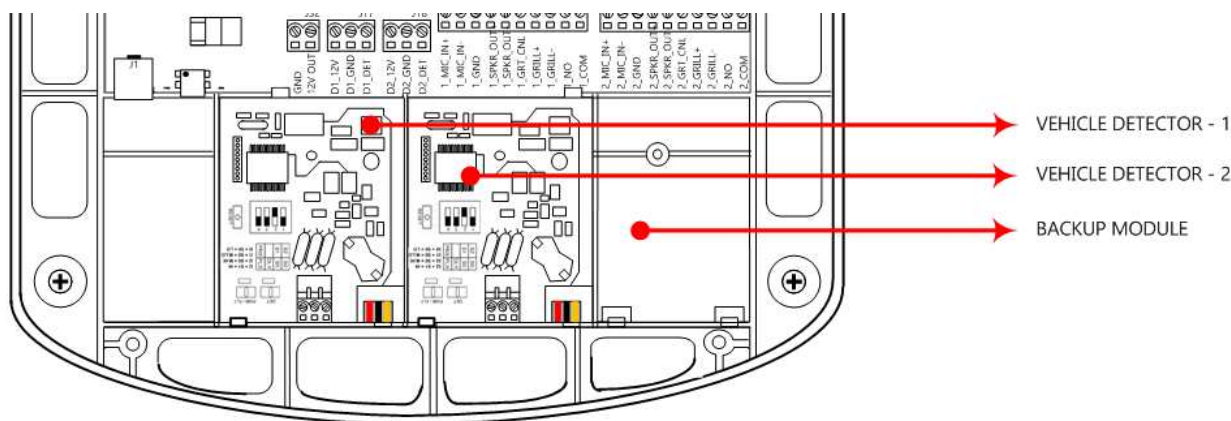 J1
GND
12V OUT
D1_12V
D1_GND
D1_DET
D2_12V
D2_GND
D2_DET
1_MIC_IN+
1_MIC_IN-
1_GND
1_SPKR_OUT
1_SPKR_OUT
1_GRT_CNL
1_GRILL+
1_GRILL-
1_NO
1_COM
2_MIC_IN+
2_MIC_IN-
2_GND
2_SPKR_OUT
2_SPKR_OUT
2_GRT_CNL
2_GRILL+
2_GRILL-
2_NO
2_COM
VEHICLE DETECTOR - 1
VEHICLE DETECTOR - 2
BACKUP MODULE